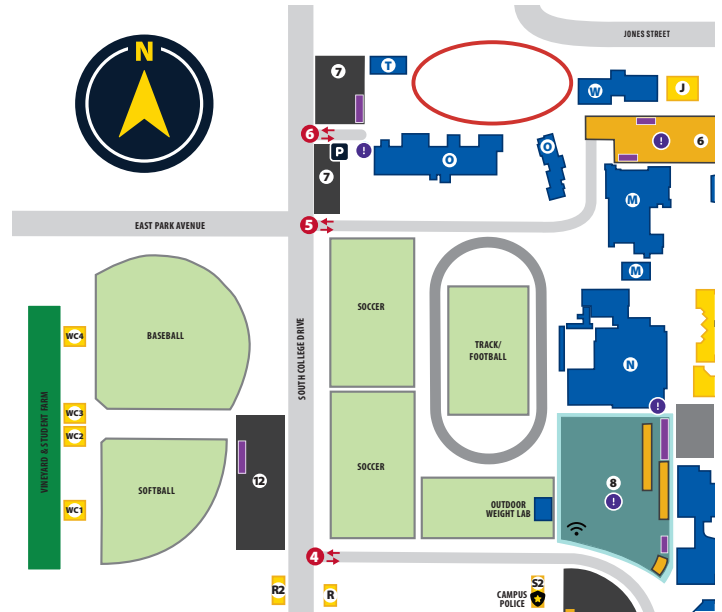 N
JONES STREET
7
T
W
J
6
P
!
O
O
!
6
7
M
5
EAST PARK AVENUE
M
SOCCER
WC4
BASEBALL
SOUTH COLLEGE DRIVE
TRACK/
FOOTBALL
N
VINEYARD & STUDENT FARM
WC3
WC2
!
SOCCER
12
8
SOFTBALL
!
WC1
OUTDOOR
WEIGHT LAB
4
R2
R
S2
CAMPUS
POLICE